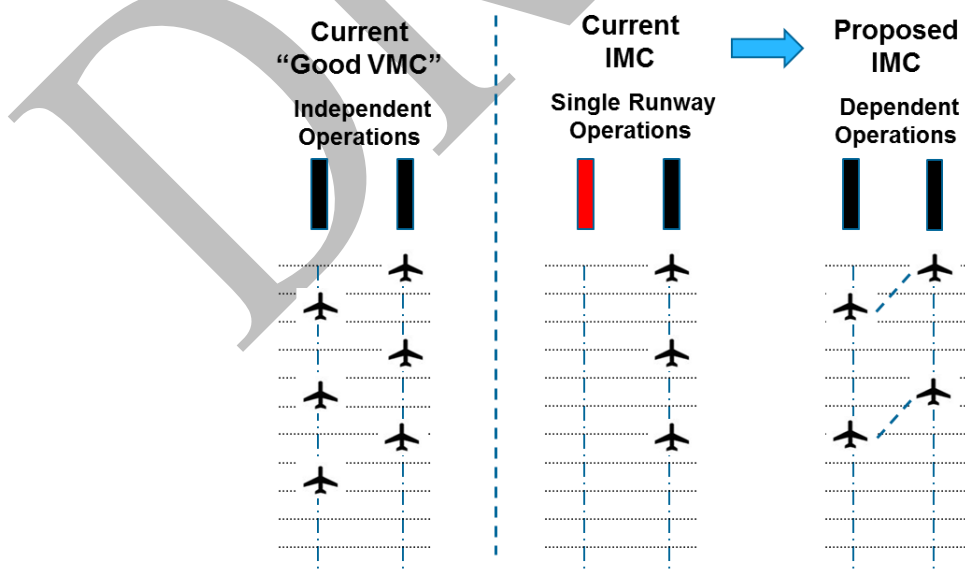 Current
“Good VMC”
Independent
Operations
Current
IMC
Single Runway
Operations
Proposed
IMC
Dependent
Operations